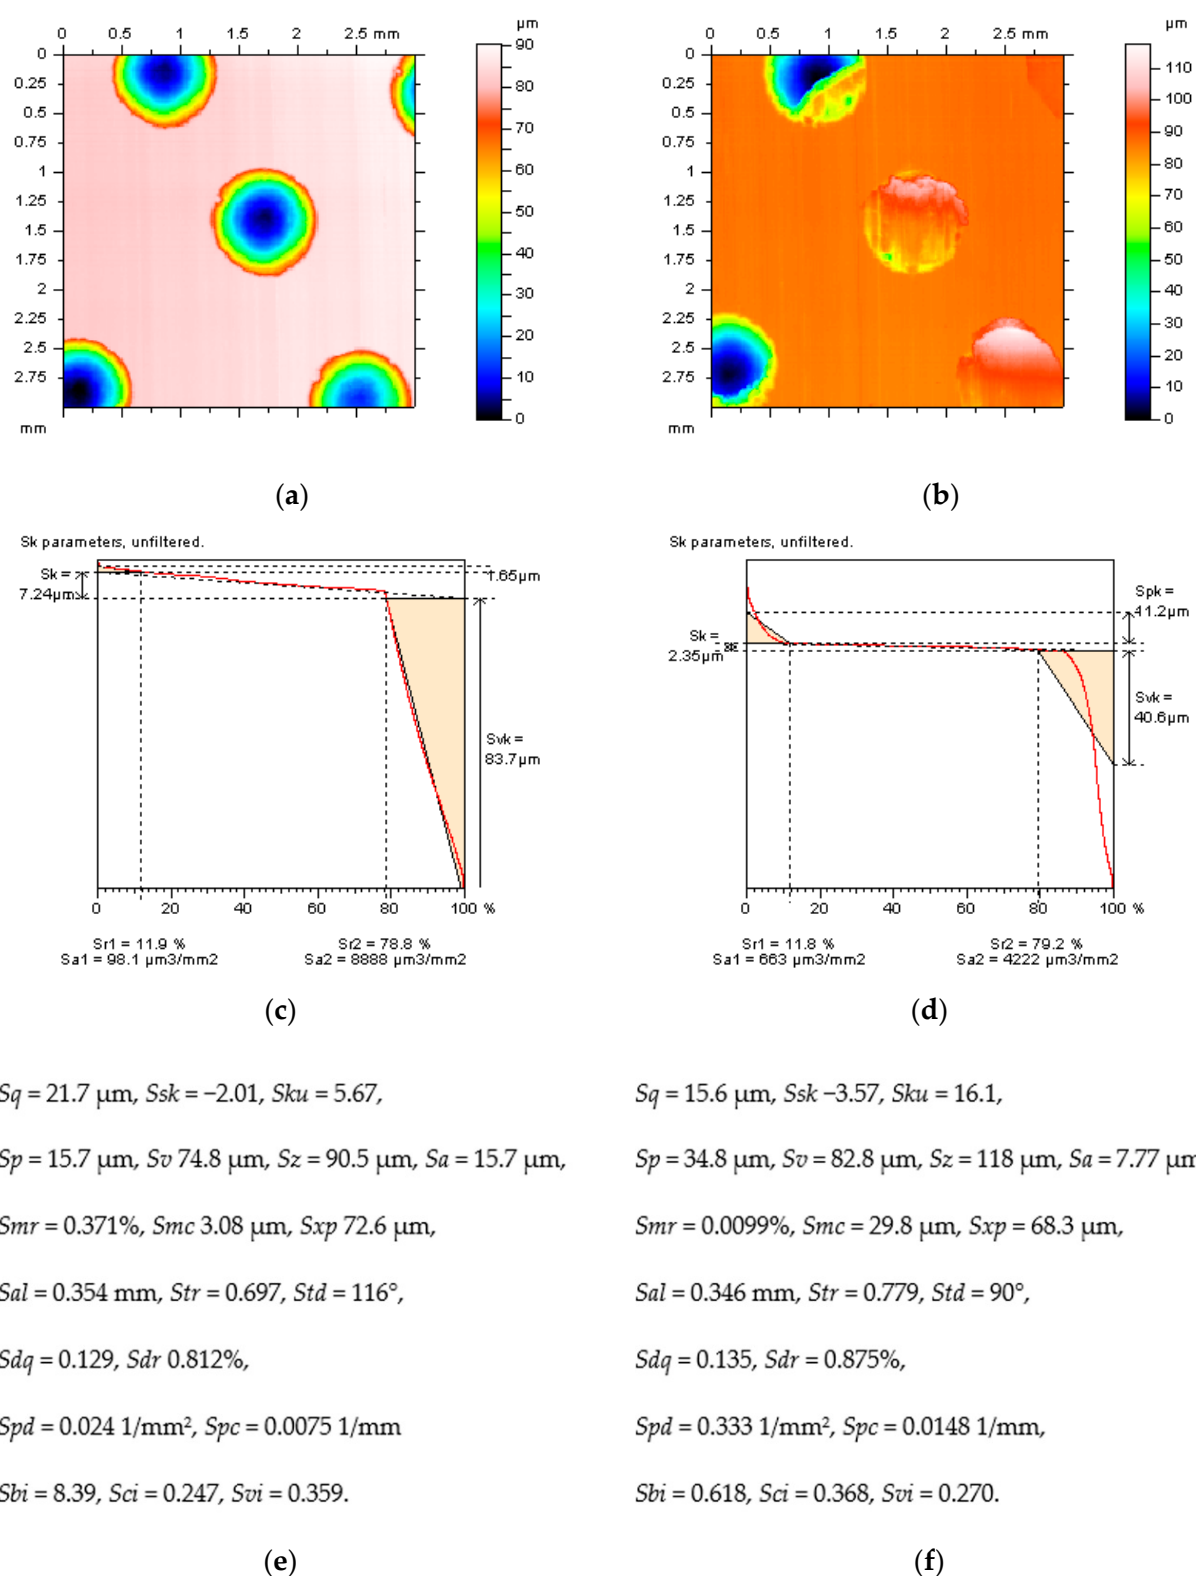 µm
0 0.5 1 1.5 2 2.5 mm
0
0.25
0.5
0.75
1
1.25
1.5
1.75
2
2.25
2.5
2.75
mm
90
80
70
60
50
40
30
20
10
0
(a)
µm
0 0.5 1 1.5 2 2.5 mm
0
0.25
0.5
0.75
1
1.25
1.5
1.75
2
2.25
2.5
2.75
mm
110
100
90
80
70
60
50
40
30
20
10
0
(b)
Sk parameters, unfiltered.
Sk =
7.24µm
1.65µm
Svk =
83.7µm
0 20 40 60 80 100 %
Sr1 = 11.9 % Sr2 = 78.8 %
Sa1 = 98.1 µm3/mm2 Sa2 = 8888 µm3/mm2
(c)
Sk parameters, unfiltered.
Spk =
41.2µm
Sk =
2.35µm
Svk =
40.6µm
0 20 40 60 80 100 %
Sr1 = 11.8 % Sr2 = 79.2 %
Sa1 = 663 µm3/mm2 Sa2 = 4222 µm3/mm2
(d)
Sq = 21.7 µm, Ssk = −2.01, Sku = 5.67,
Sp = 15.7 µm, Sv 74.8 µm, Sz = 90.5 µm, Sa = 15.7 µm,
Smr = 0.371%, Smc 3.08 µm, Sxp 72.6 µm,
Sal = 0.354 mm, Str = 0.697, Std = 116°,
Sdq = 0.129, Sdr 0.812%,
Spd = 0.024 1/mm², Spc = 0.0075 1/mm
Sbi = 8.39, Sci = 0.247, Svi = 0.359.
(e)
Sq = 15.6 µm, Ssk −3.57, Sku = 16.1,
Sp = 34.8 µm, Sv = 82.8 µm, Sz = 118 µm, Sa = 7.77 µm
Smr = 0.0099%, Smc = 29.8 µm, Sxp = 68.3 µm,
Sal = 0.346 mm, Str = 0.779, Std = 90°,
Sdq = 0.135, Sdr = 0.875%,
Spd = 0.333 1/mm², Spc = 0.0148 1/mm,
Sbi = 0.618, Sci = 0.368, Svi = 0.270.
(f)